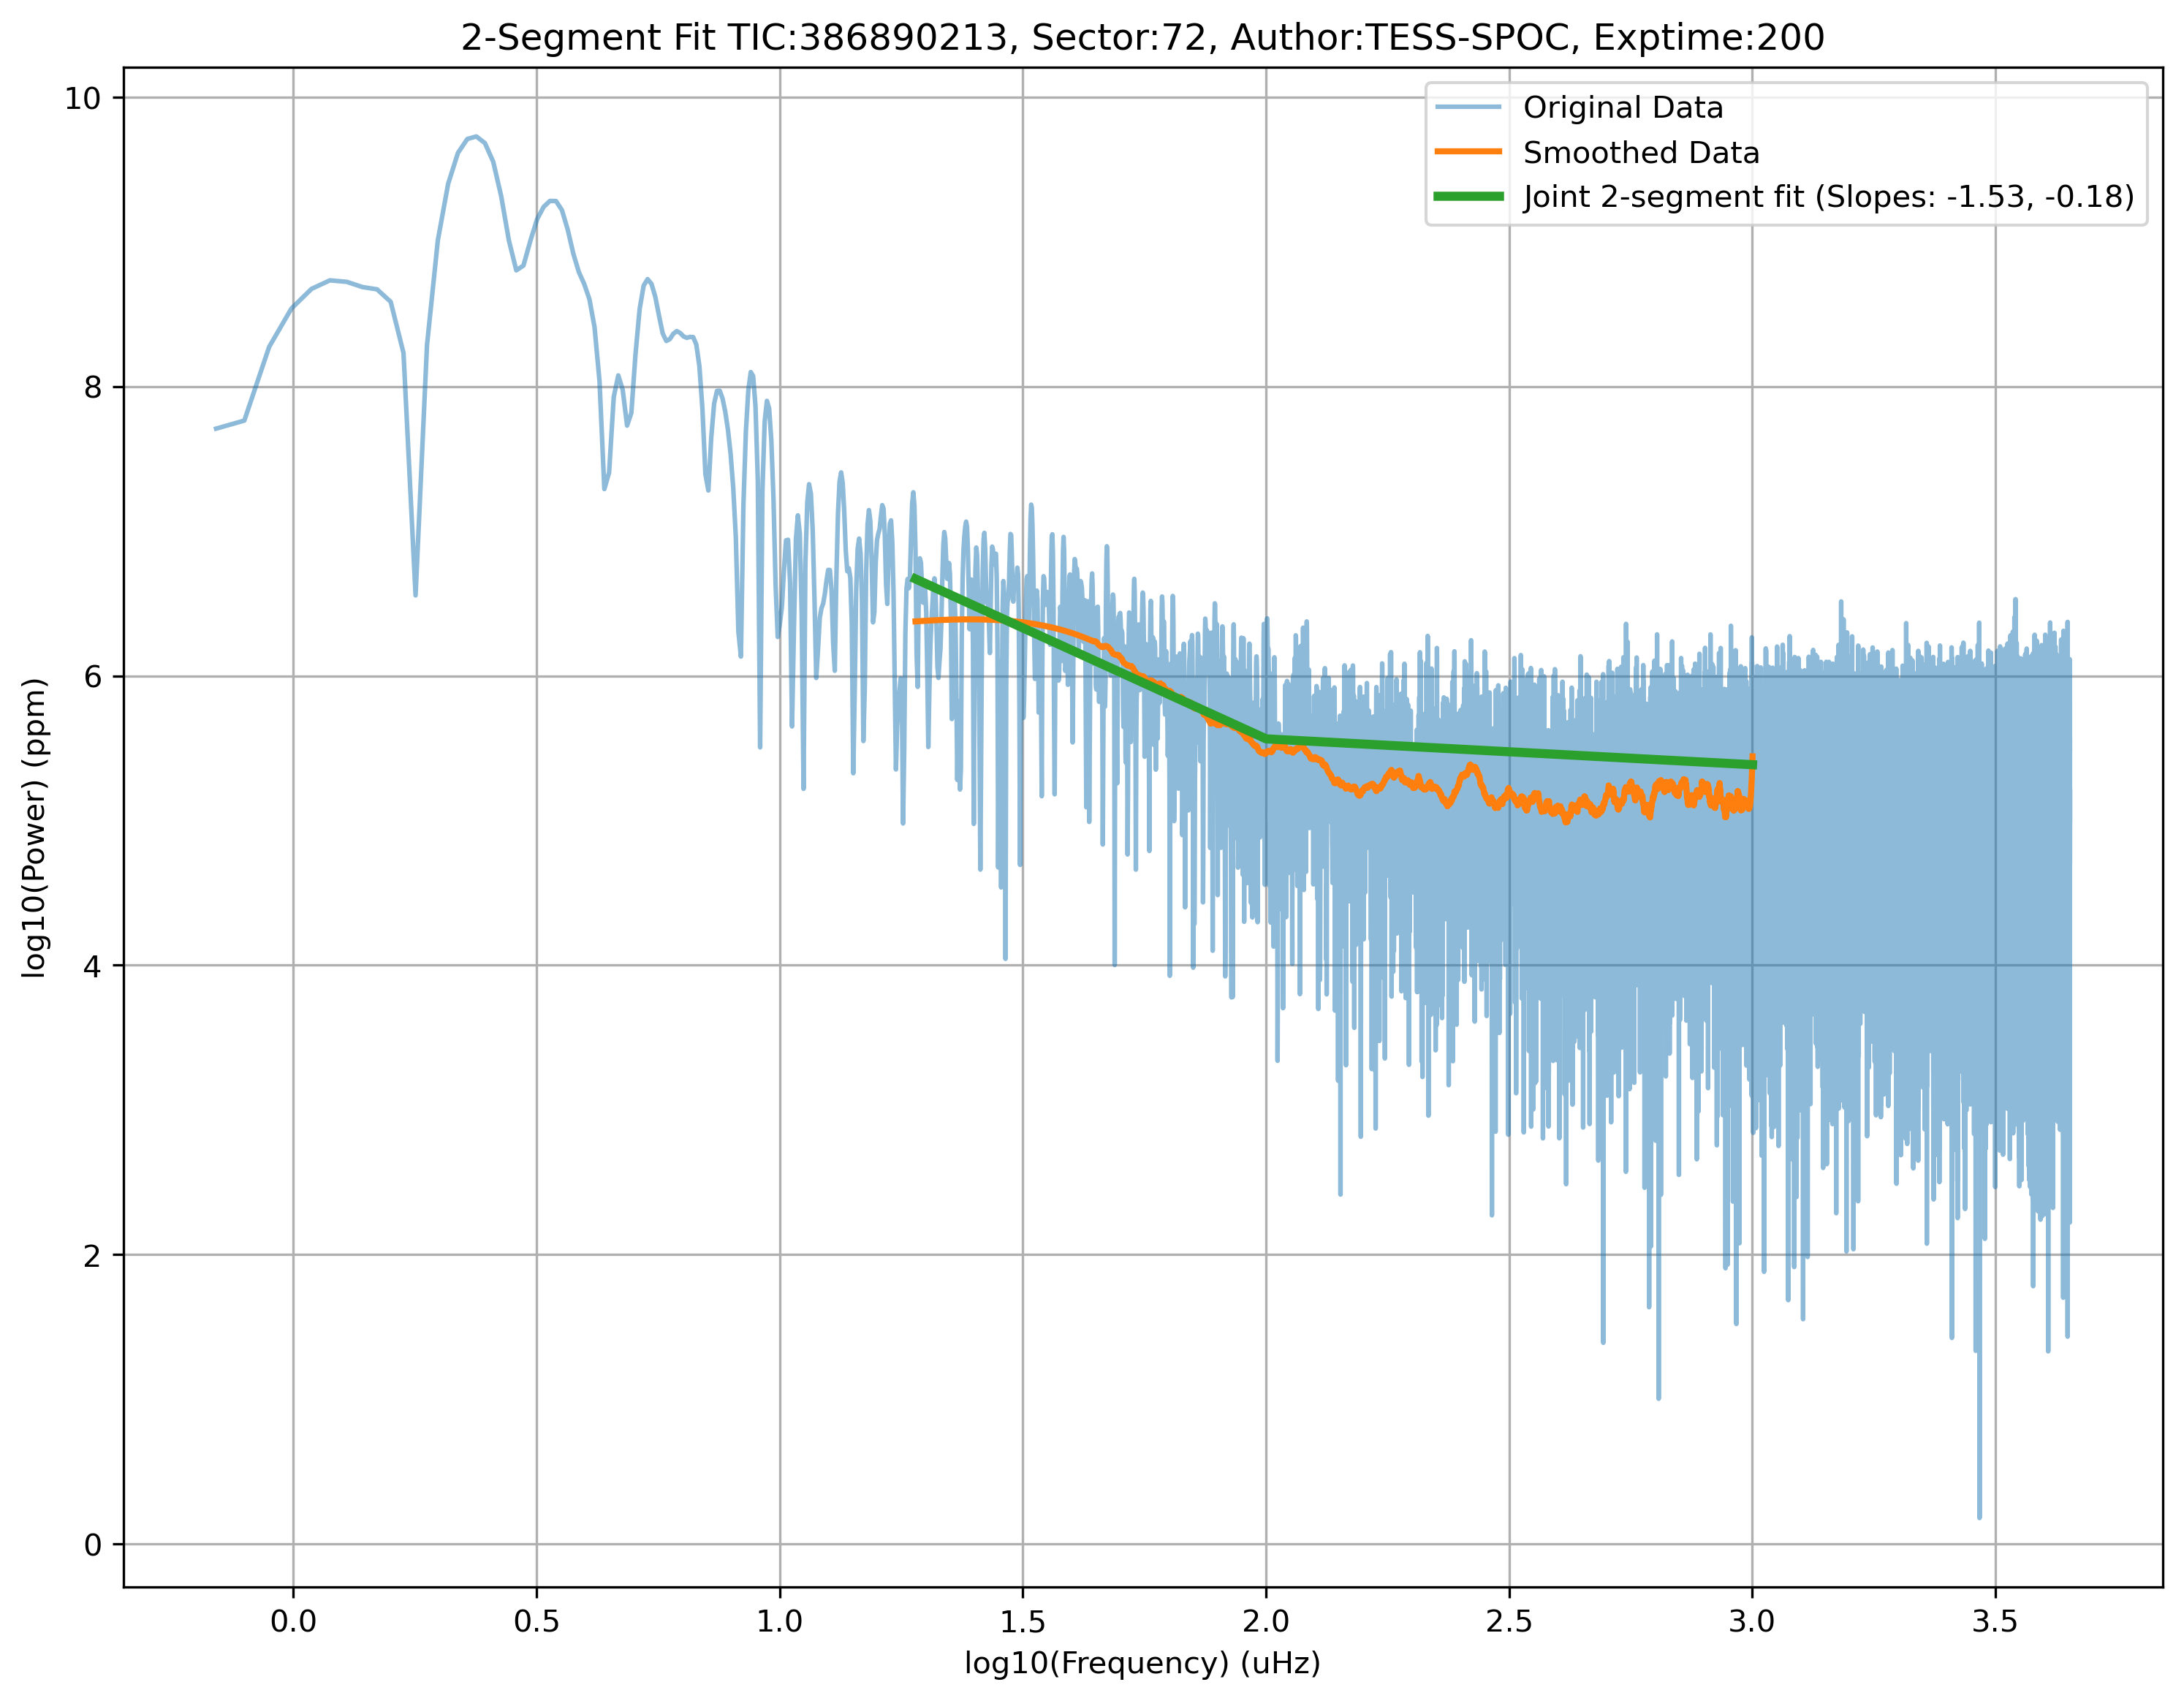 2-Segment Fit TIC:386890213, Sector:72, Author:TESS-SPOC, Exptime:200
Original Data
Smoothed Data
Joint 2-segment fit (Slopes: -1.53, -0.18)
log10(Power) (ppm)
10
8
6
4
2
0
0.0 0.5 1.0 1.5 2.0 2.5 3.0 3.5
log10(Frequency) (uHz)